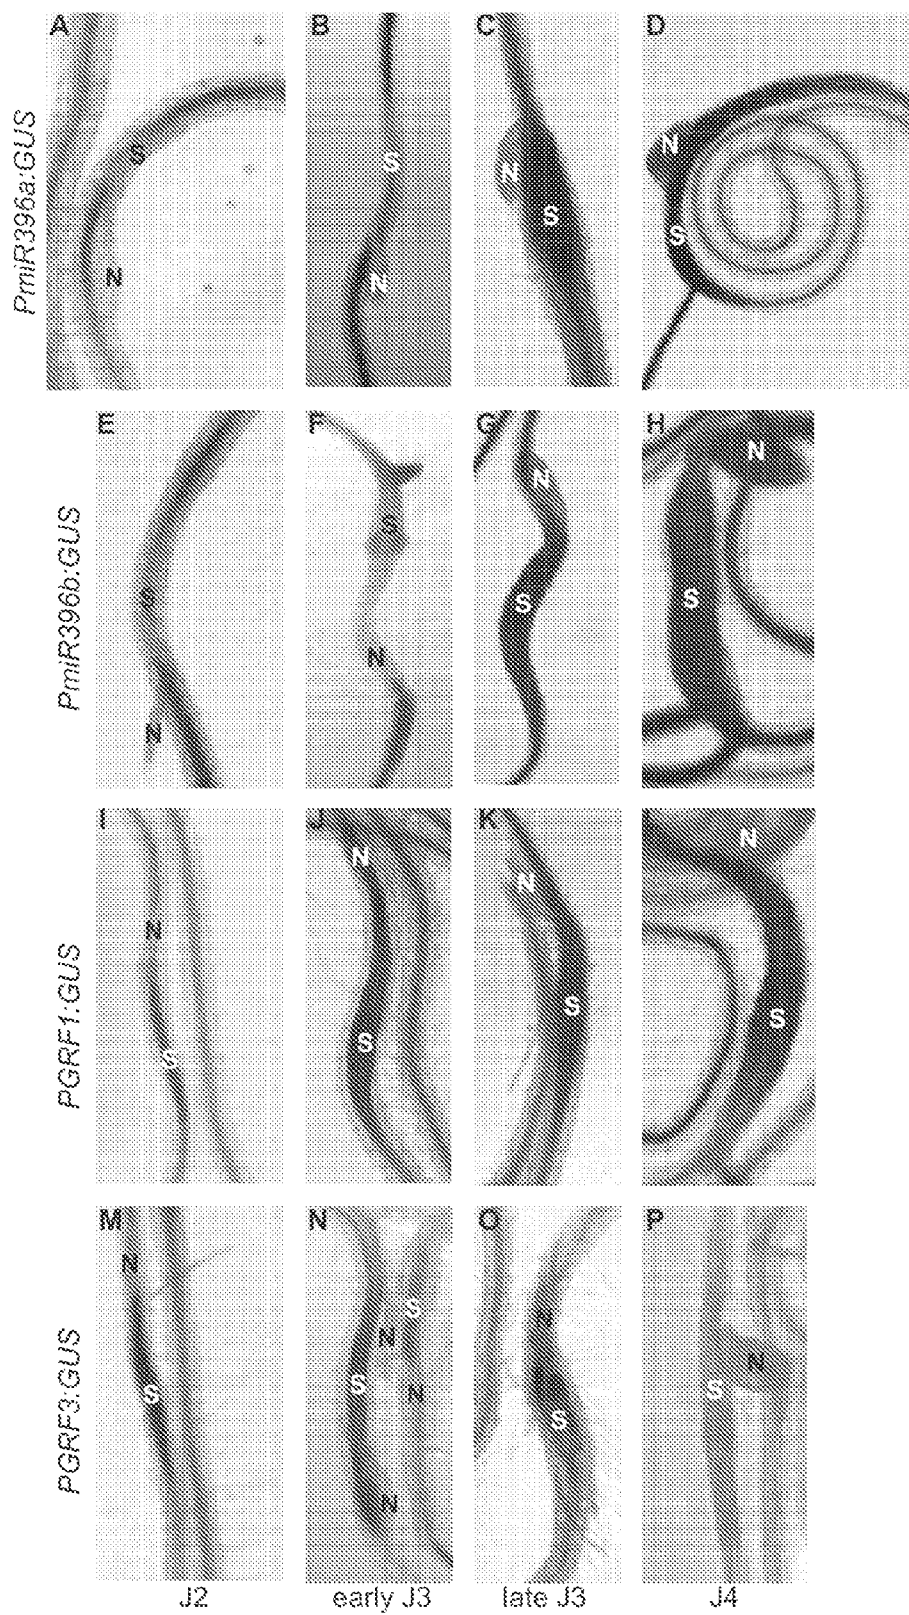 A B C D
PmiR396a:GUS
S N
S N
N S
N S
E F G H
PmiR396b:GUS
S N
S N
N S
N S
I J K L
PGRF1:GUS
N S
N S
N S
N S
M N O P
PGRF3:GUS
N S
S N S N N
N S
N S
J2 early J3 late J3 J4